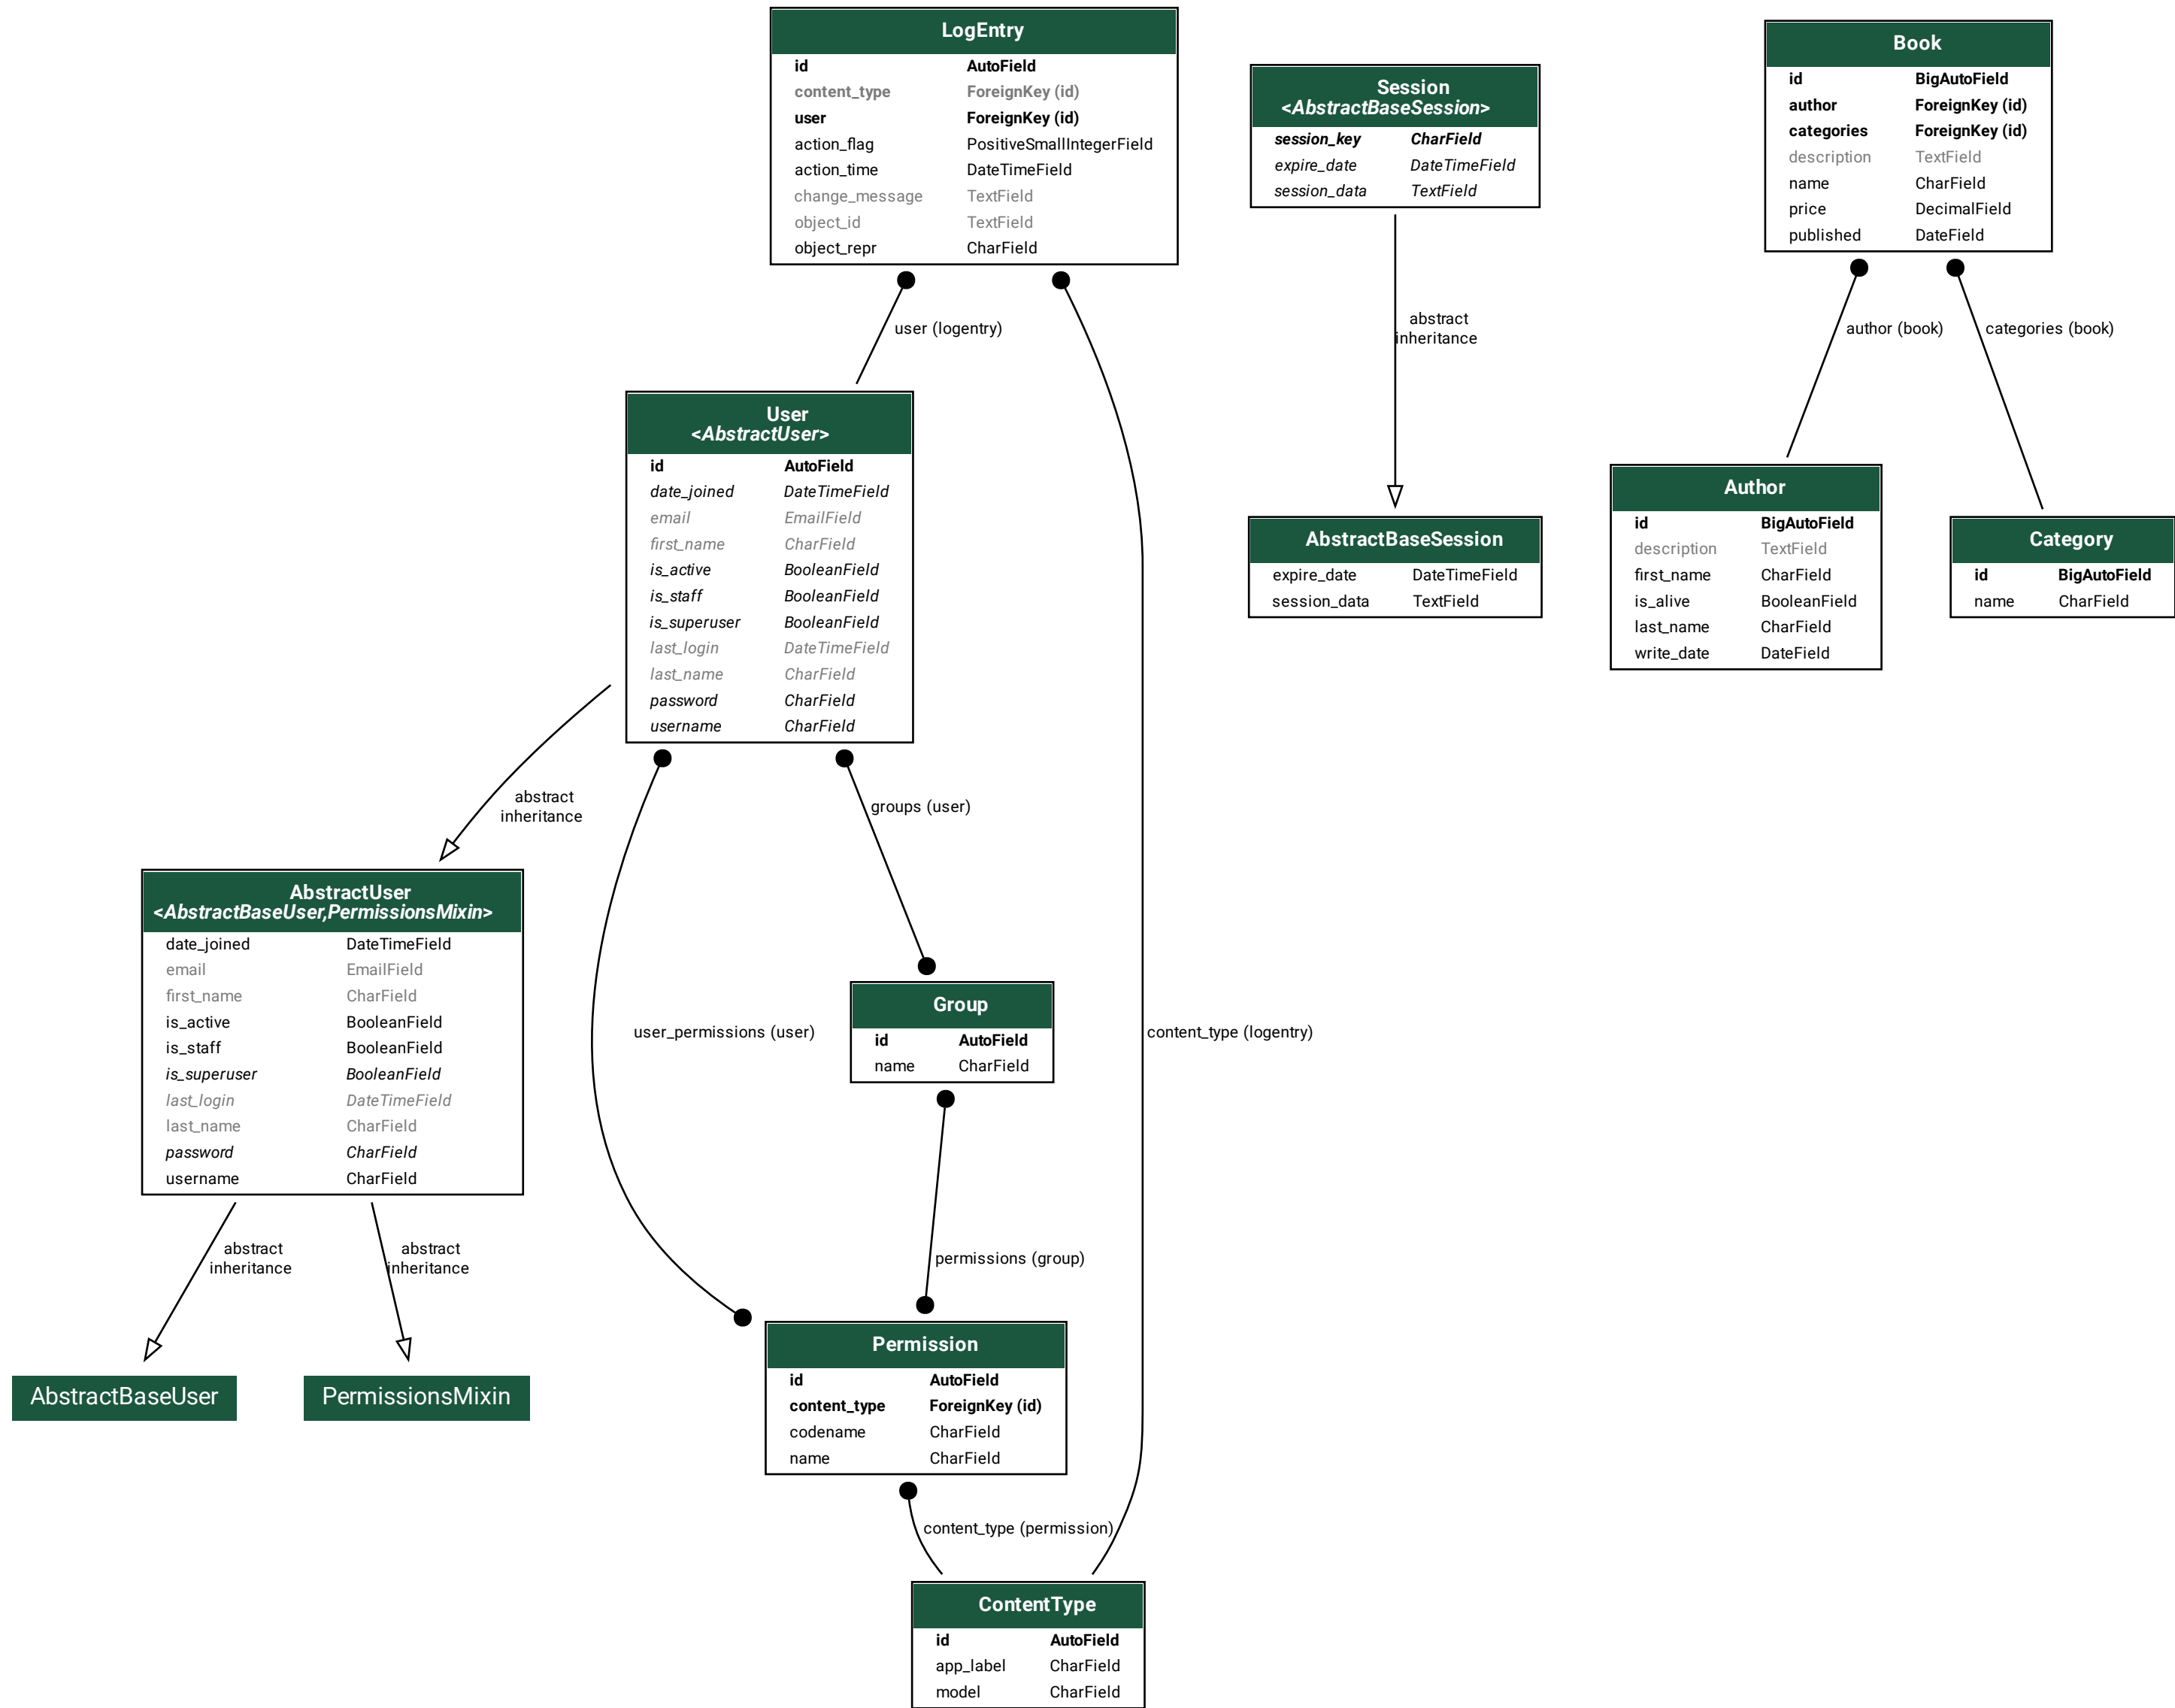 LogEntry
id AutoField
content_type ForeignKey (id)
user ForeignKey (id)
action_flag PositiveSmallIntegerField
action_time DateTimeField
change_message TextField
object_id TextField
object_repr CharField
Session
<AbstractBaseSession>
session_key CharField
expire_date DateTimeField
session_data TextField
Book
id BigAutoField
author ForeignKey (id)
categories ForeignKey (id)
description TextField
name CharField
price DecimalField
published DateField
user (logentry)
abstract
inheritance
author (book)
categories (book)
User
<AbstractUser>
id AutoField
date_joined DateTimeField
email EmailField
first_name CharField
is_active BooleanField
is_staff BooleanField
is_superuser BooleanField
last_login DateTimeField
last_name CharField
password CharField
username CharField
AbstractBaseSession
expire_date DateTimeField
session_data TextField
Author
id BigAutoField
description TextField
first_name CharField
is_alive BooleanField
last_name CharField
write_date DateField
Category
id BigAutoField
name CharField
abstract
inheritance
groups (user)
AbstractUser
<AbstractBaseUser,PermissionsMixin>
date_joined DateTimeField
email EmailField
first_name CharField
is_active BooleanField
is_staff BooleanField
is_superuser BooleanField
last_login DateTimeField
last_name CharField
password CharField
username CharField
user_permissions (user)
Group
id AutoField
name CharField
content_type (logentry)
abstract
inheritance
abstract
inheritance
permissions (group)
AbstractBaseUser
PermissionsMixin
Permission
id AutoField
content_type ForeignKey (id)
codename CharField
name CharField
content_type (permission)
ContentType
id AutoField
app_label CharField
model CharField